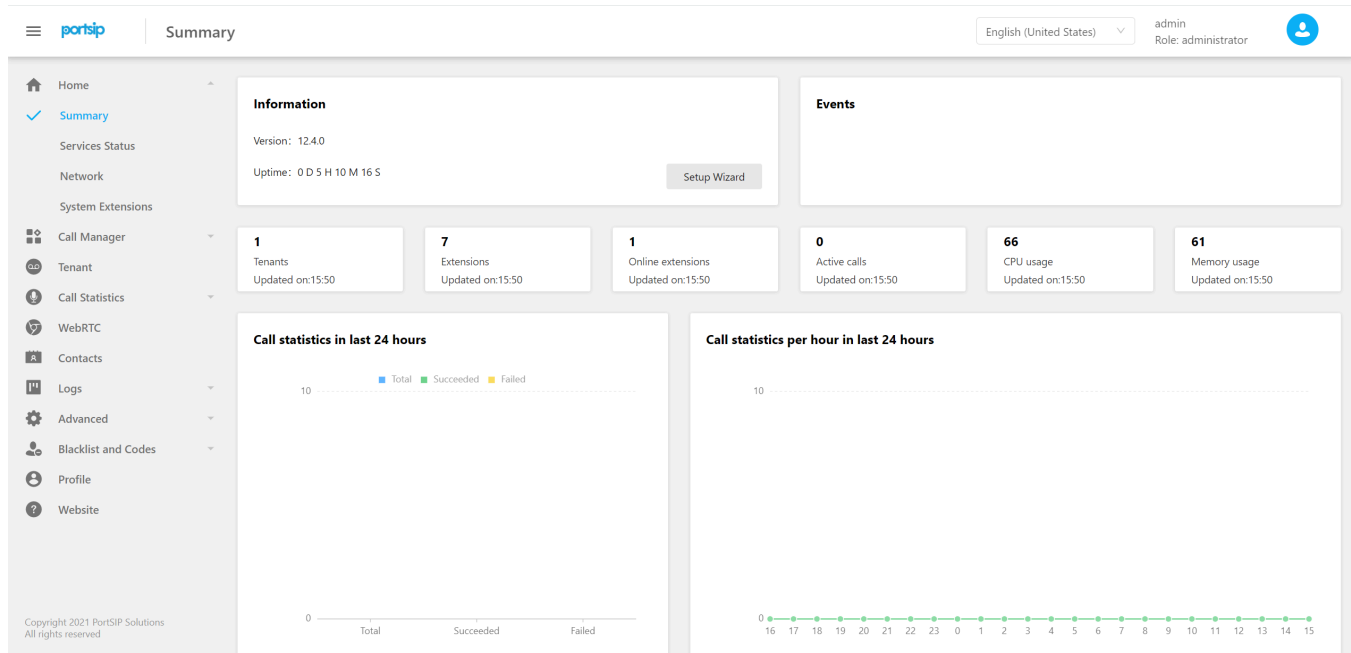 portsip
Summary
English (United States)
admin
Role: administrator
Home
Summary
Services Status
Network
System Extensions
Call Manager
Tenant
Call Statistics
WebRTC
Contacts
Logs
Advanced
Blacklist and Codes
Profile
Website
Copyright 2021 PortSIP Solutions
All rights reserved
Information
Version: 12.4.0
Uptime: 0 D 5 H 10 M 16 S
Setup Wizard
Events
1
Tenants
Updated on:15:50
7
Extensions
Updated on:15:50
1
Online extensions
Updated on:15:50
0
Active calls
Updated on:15:50
66
CPU usage
Updated on:15:50
61
Memory usage
Updated on:15:50
Call statistics in last 24 hours
Total Succeeded Failed
10
0
Total Succeeded Failed
Call statistics per hour in last 24 hours
10
0
16 17 18 19 20 21 22 23 0 1 2 3 4 5 6 7 8 9 10 11 12 13 14 15